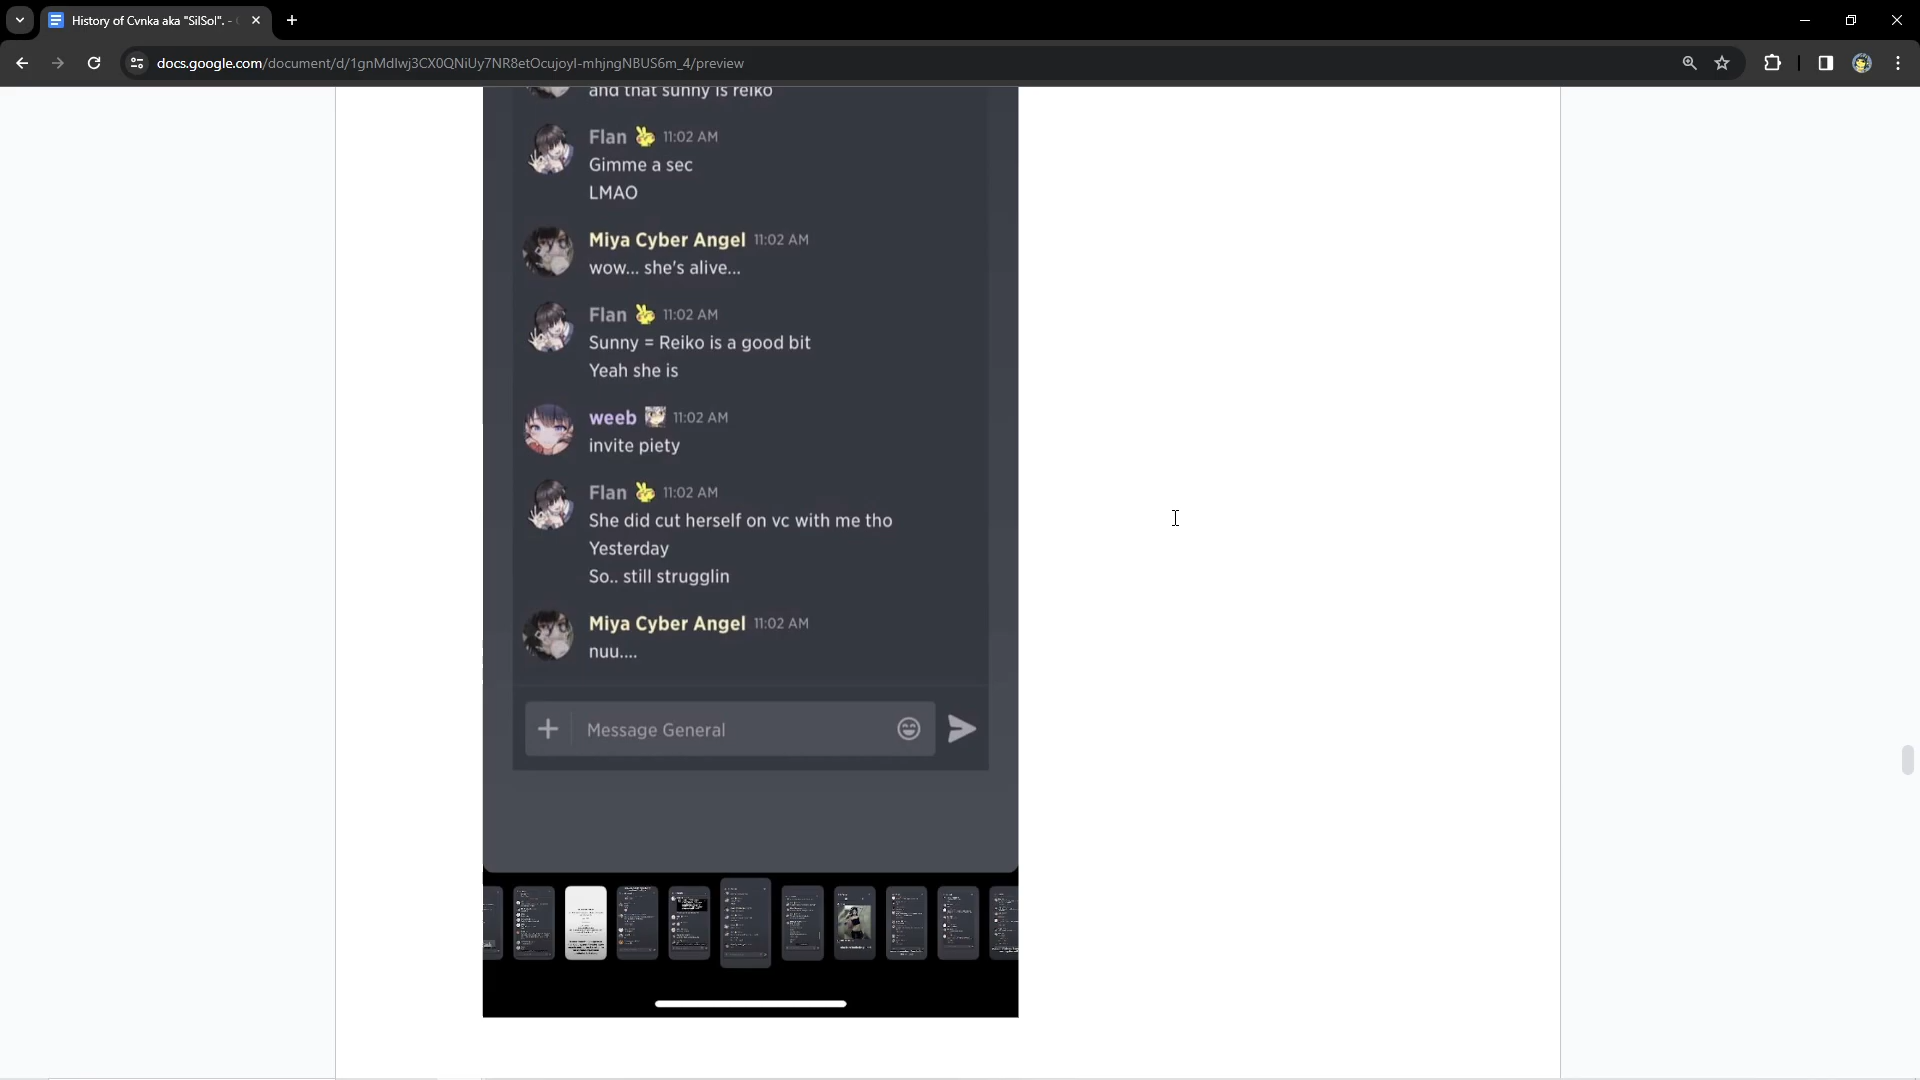 History of Cvnka aka "SilSol". -
docs.google.com/document/d/1gnMdlwj3CX0QNiUy7NR8etOcujoyl-mhjngNBUS6m_4/preview
and that sunny is reiko
Flan 11:02 AM
Gimme a sec
LMAO
Miya Cyber Angel 11:02 AM
wow... she's alive...
Flan 11:02 AM
Sunny = Reiko is a good bit
Yeah she is
weeb 11:02 AM
invite piety
Flan 11:02 AM
She did cut herself on vc with me tho
Yesterday
So.. still strugglin
Miya Cyber Angel 11:02 AM
nuu....
Message General